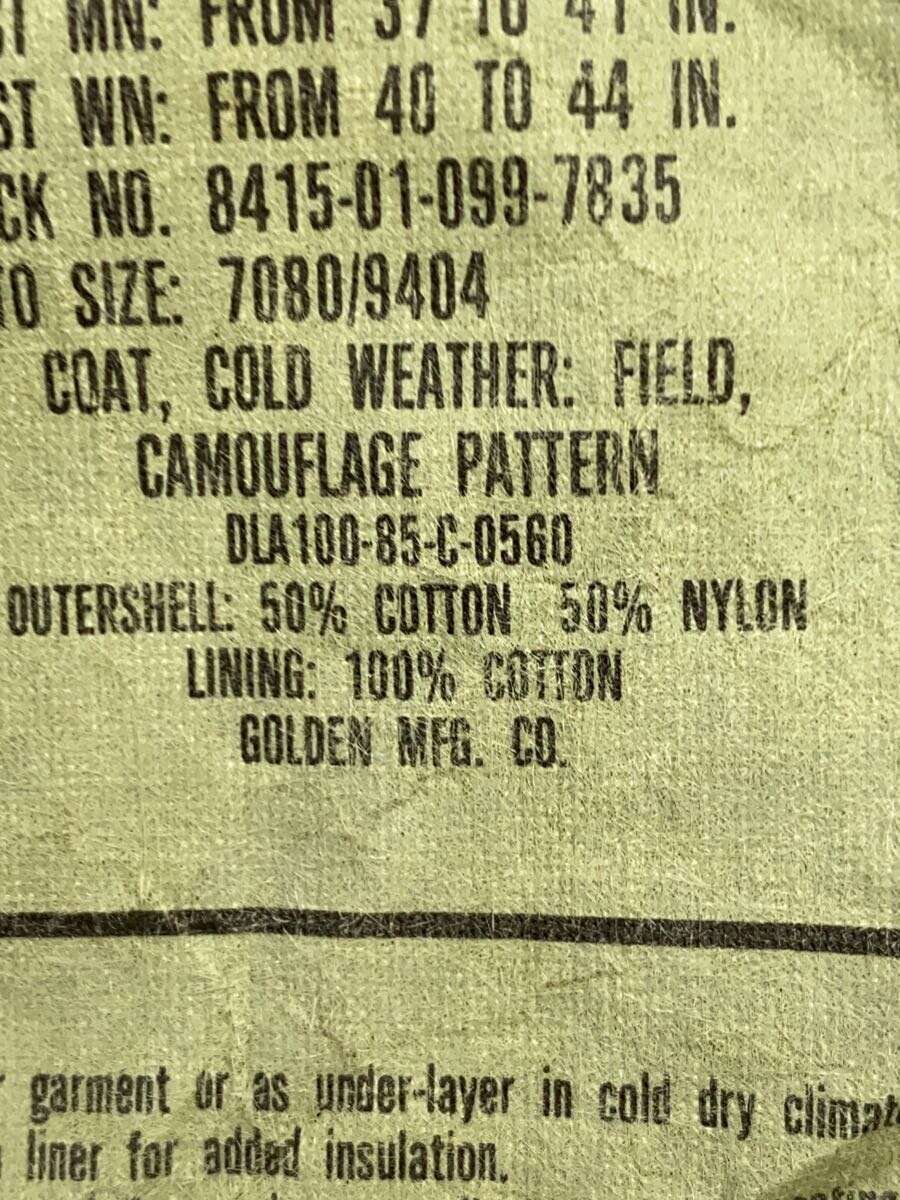 ST MN: FROM 37 TO 41 IN.
ST WN: FROM 40 TO 44 IN.
CK NO. 8415-01-099-7835
TO SIZE: 7080/9404
COAT, COLD WEATHER: FIELD,
CAMOUFLAGE PATTERN
DLA100-85-C-0560
OUTERSHELL: 50% COTTON 50% NYLON
LINING: 100% COTTON
GOLDEN MFG. CO.
garment or as under-layer in cold dry climat
liner for added insulation.